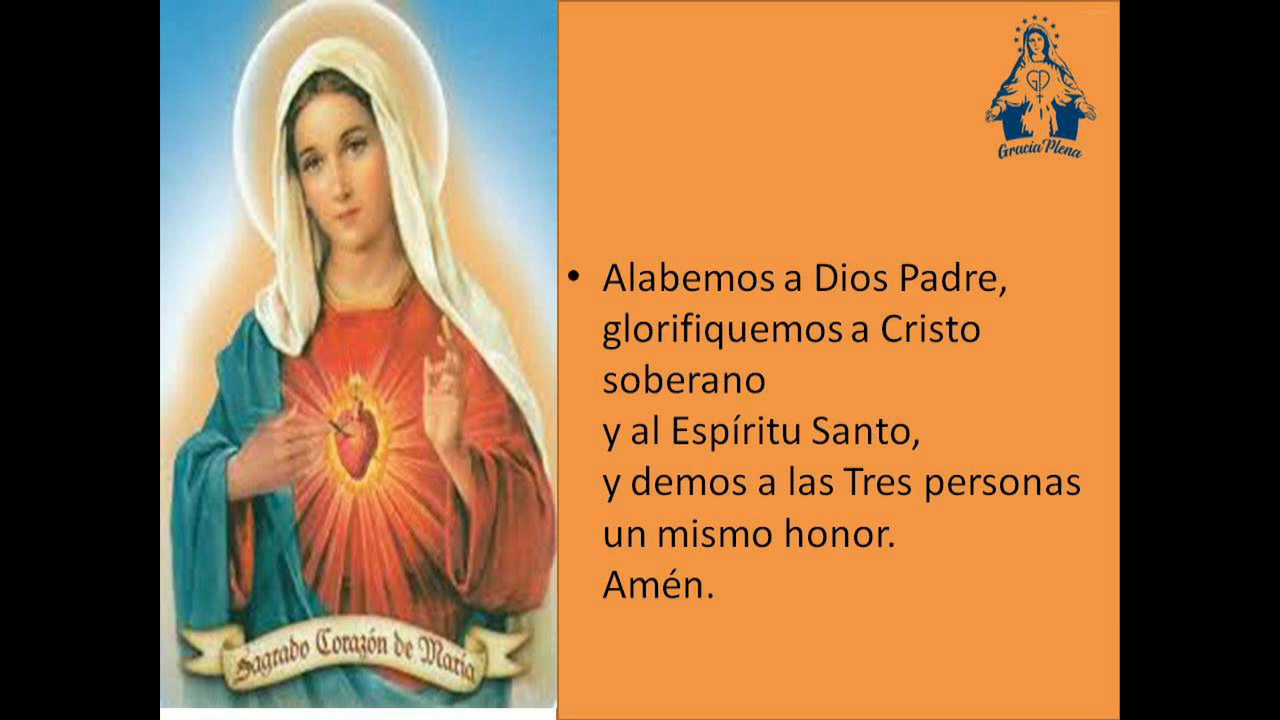 Gracia Plena
• Alabemos a Dios Padre,
glorifiquemos a Cristo
soberano
y al Espíritu Santo,
y demos a las Tres personas
un mismo honor.
Amén.
Sagrado Corazón de María